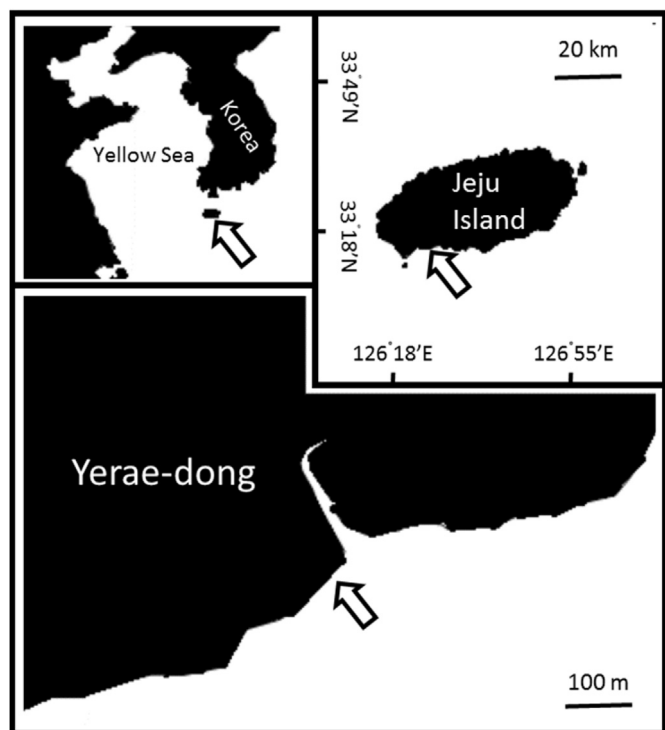 Korea
Yellow Sea
20 km
33°49'N
33°18'N
Jeju
Island
126°18'E
126°55'E
Yerae-dong
100 m